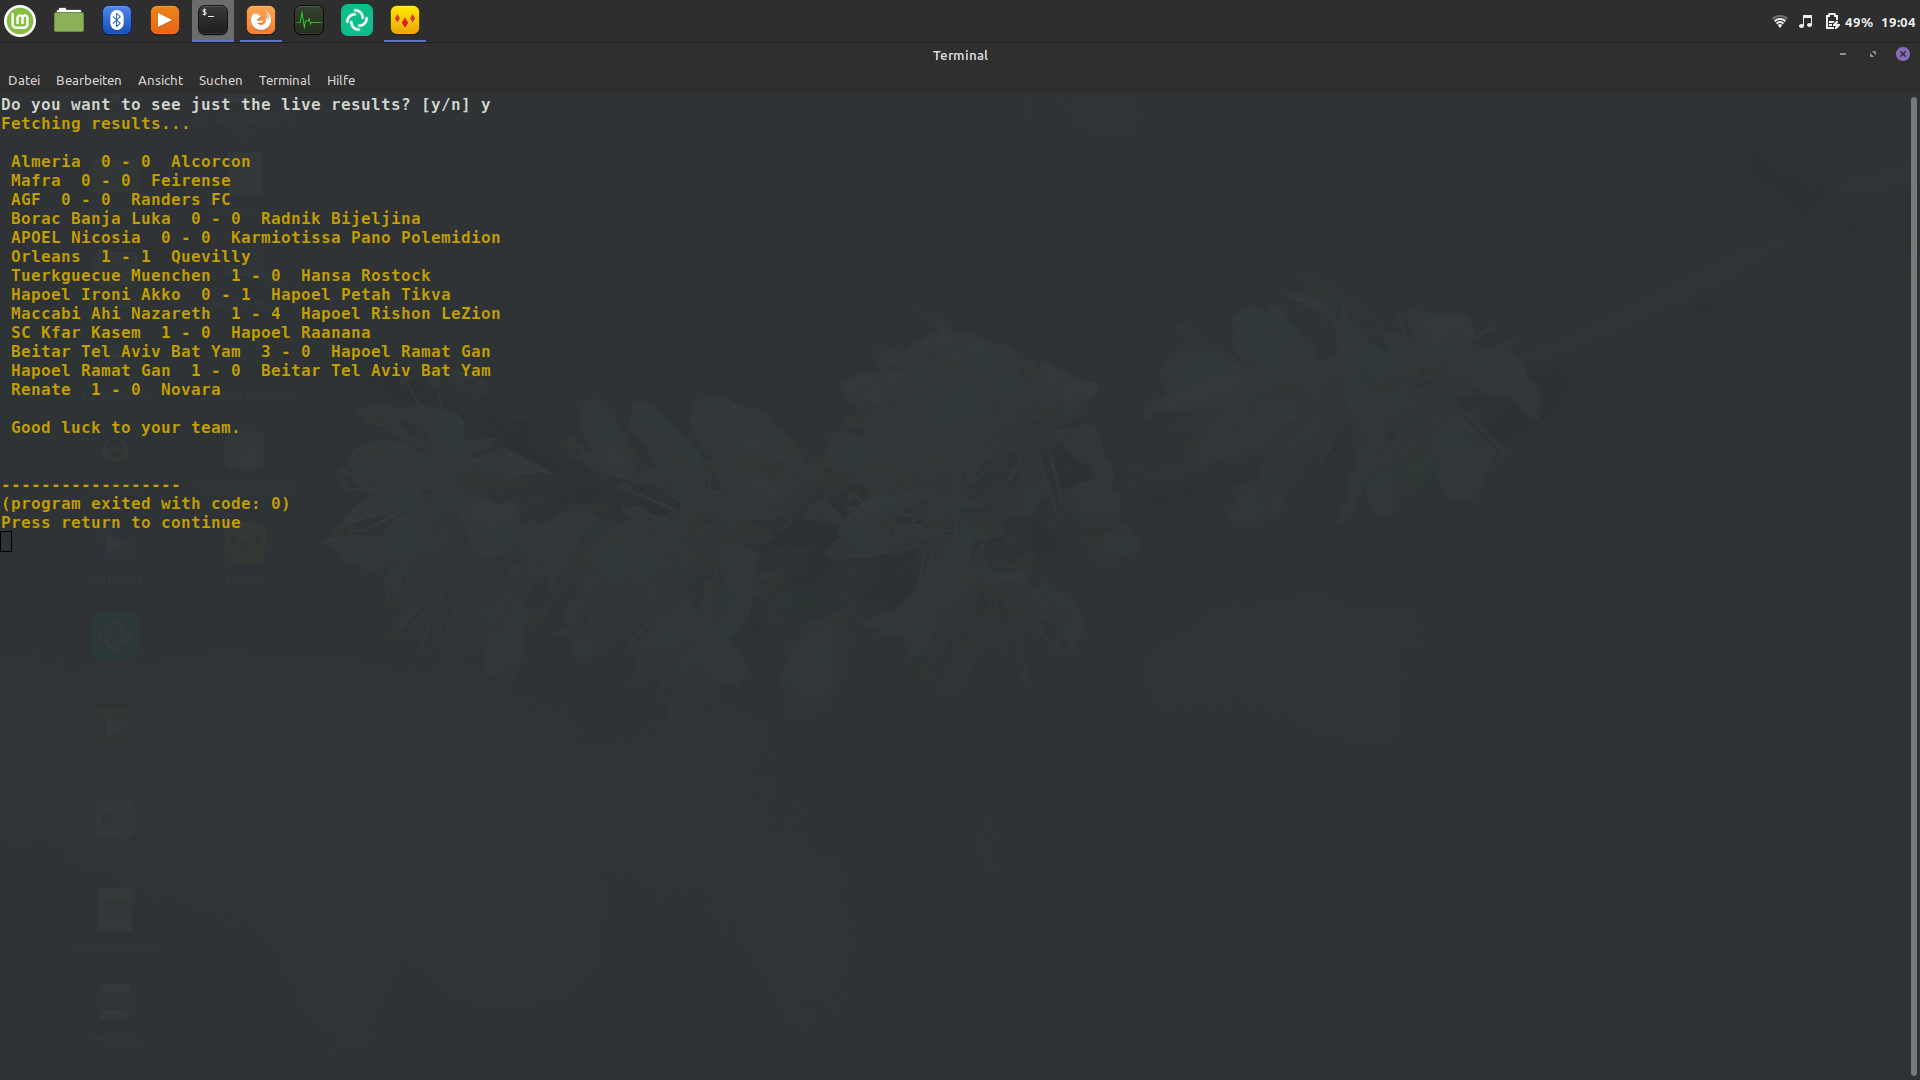 49% 19:04
Terminal
Datei Bearbeiten Ansicht Suchen Terminal Hilfe
Do you want to see just the live results? [y/n] y
Fetching results...
Almeria 0 - 0 Alcorcon
Mafra 0 - 0 Feirense
AGF 0 - 0 Randers FC
Borac Banja Luka 0 - 0 Radnik Bijeljina
APOEL Nicosia 0 - 0 Karmiotissa Pano Polemidion
Orleans 1 - 1 Quevilly
Tuerkguecue Muenchen 1 - 0 Hansa Rostock
Hapoel Ironi Akko 0 - 1 Hapoel Petah Tikva
Maccabi Ahi Nazareth 1 - 4 Hapoel Rishon LeZion
SC Kfar Kasem 1 - 0 Hapoel Raanana
Beitar Tel Aviv Bat Yam 3 - 0 Hapoel Ramat Gan
Hapoel Ramat Gan 1 - 0 Beitar Tel Aviv Bat Yam
Renate 1 - 0 Novara
Good luck to your team.
------------------
(program exited with code: 0)
Press return to continue